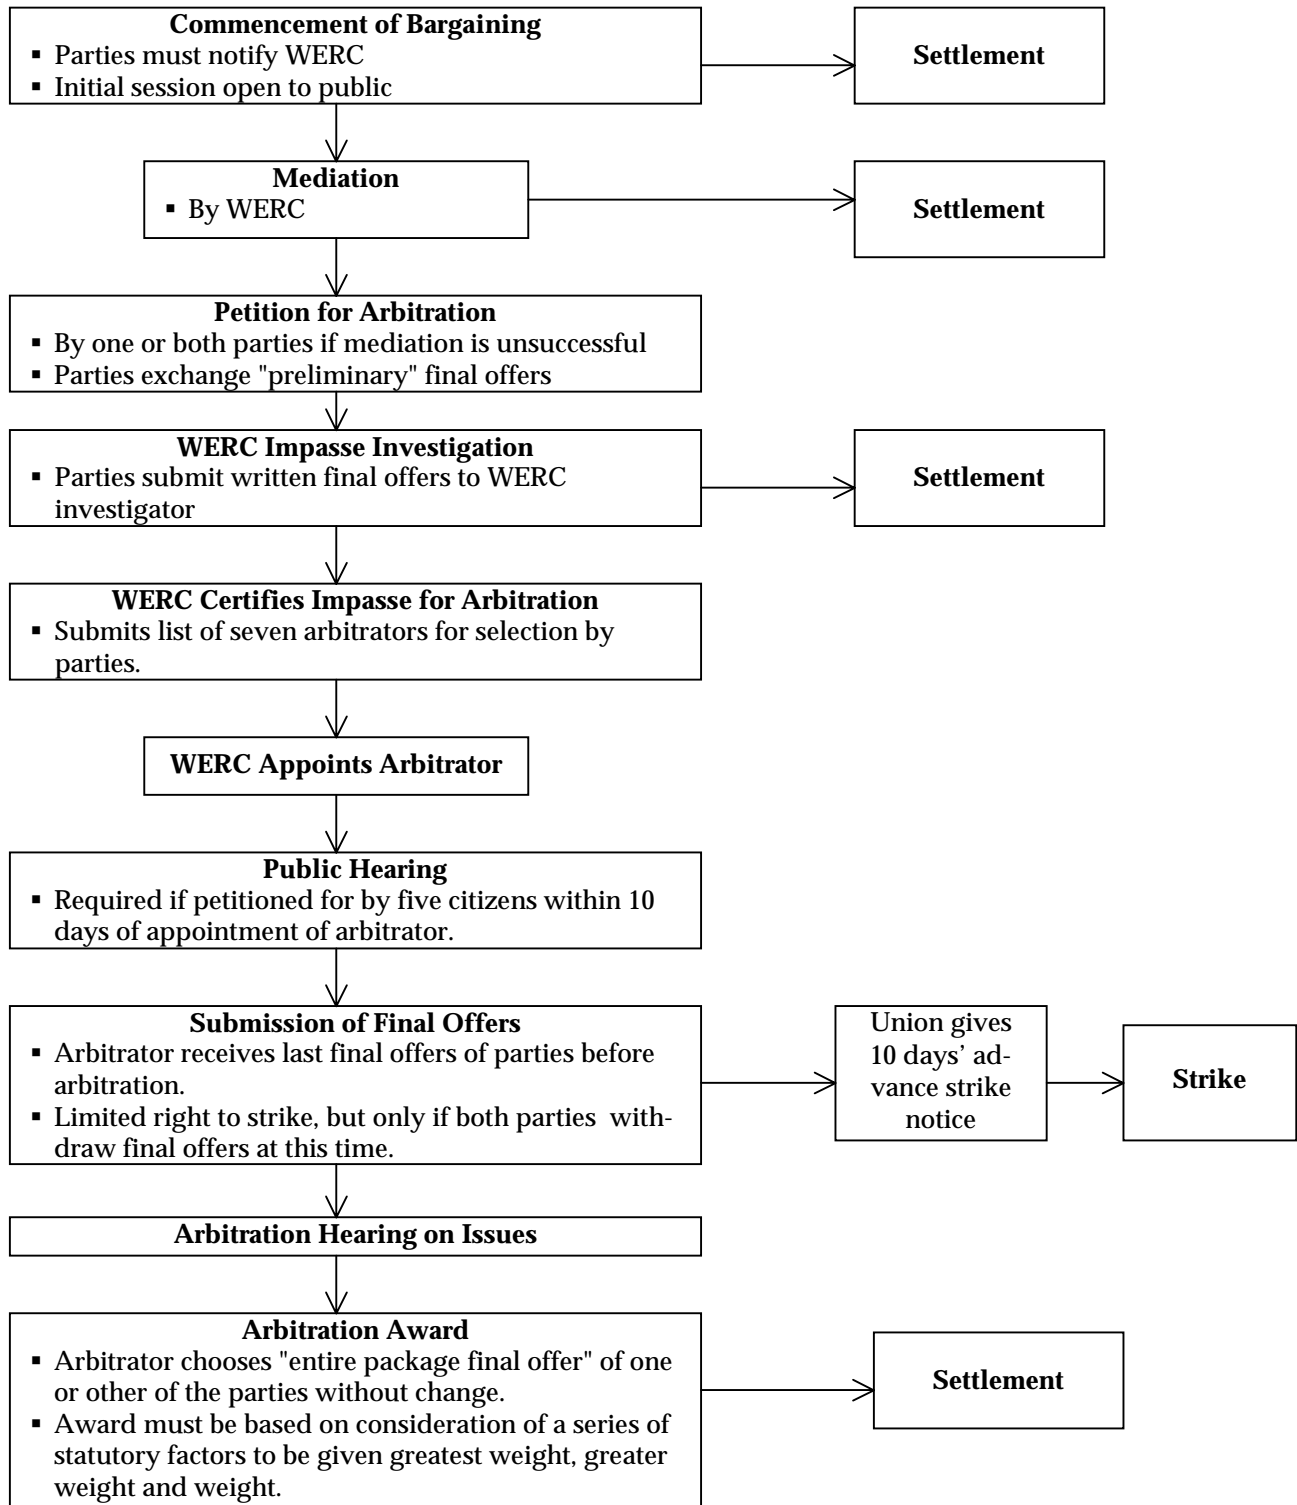 Commencement of Bargaining
▪ Parties must notify WERC
▪ Initial session open to public
Settlement
Mediation
▪ By WERC
Settlement
Petition for Arbitration
▪ By one or both parties if mediation is unsuccessful
▪ Parties exchange "preliminary" final offers
WERC Impasse Investigation
▪ Parties submit written final offers to WERC
investigator
Settlement
WERC Certifies Impasse for Arbitration
▪ Submits list of seven arbitrators for selection by
parties.
WERC Appoints Arbitrator
Public Hearing
▪ Required if petitioned for by five citizens within 10
days of appointment of arbitrator.
Submission of Final Offers
▪ Arbitrator receives last final offers of parties before
arbitration.
▪ Limited right to strike, but only if both parties with-
draw final offers at this time.
Union gives
10 days’ ad-
vance strike
notice
Strike
Arbitration Hearing on Issues
Arbitration Award
▪ Arbitrator chooses "entire package final offer" of one
or other of the parties without change.
▪ Award must be based on consideration of a series of
statutory factors to be given greatest weight, greater
weight and weight.
Settlement